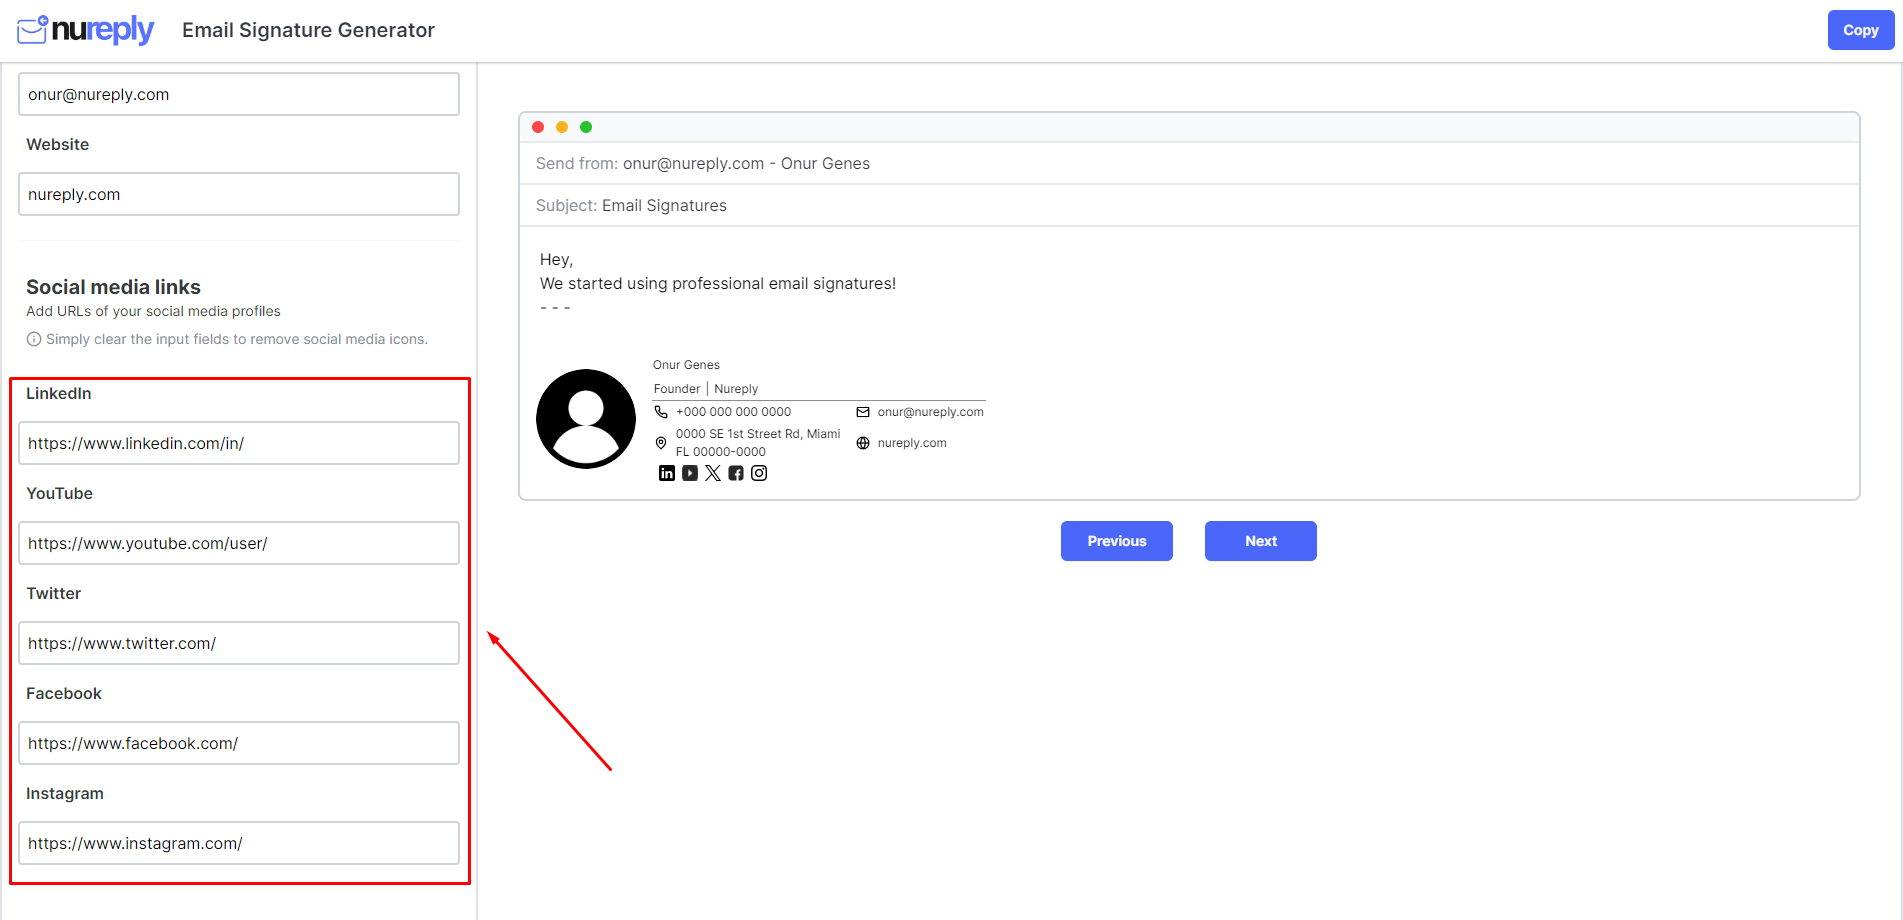 nureply
Email Signature Generator
Copy
onur@nureply.com
Website
nureply.com
Social media links
Add URLs of your social media profiles
Simply clear the input fields to remove social media icons.
LinkedIn
https://www.linkedin.com/in/
YouTube
https://www.youtube.com/user/
Twitter
https://www.twitter.com/
Facebook
https://www.facebook.com/
Instagram
https://www.instagram.com/
Send from: onur@nureply.com - Onur Genes
Subject: Email Signatures
Hey,
We started using professional email signatures!
- - -
Onur Genes
Founder | Nureply
+000 000 000 0000
onur@nureply.com
0000 SE 1st Street Rd, Miami
FL 00000-0000
nureply.com
Previous
Next